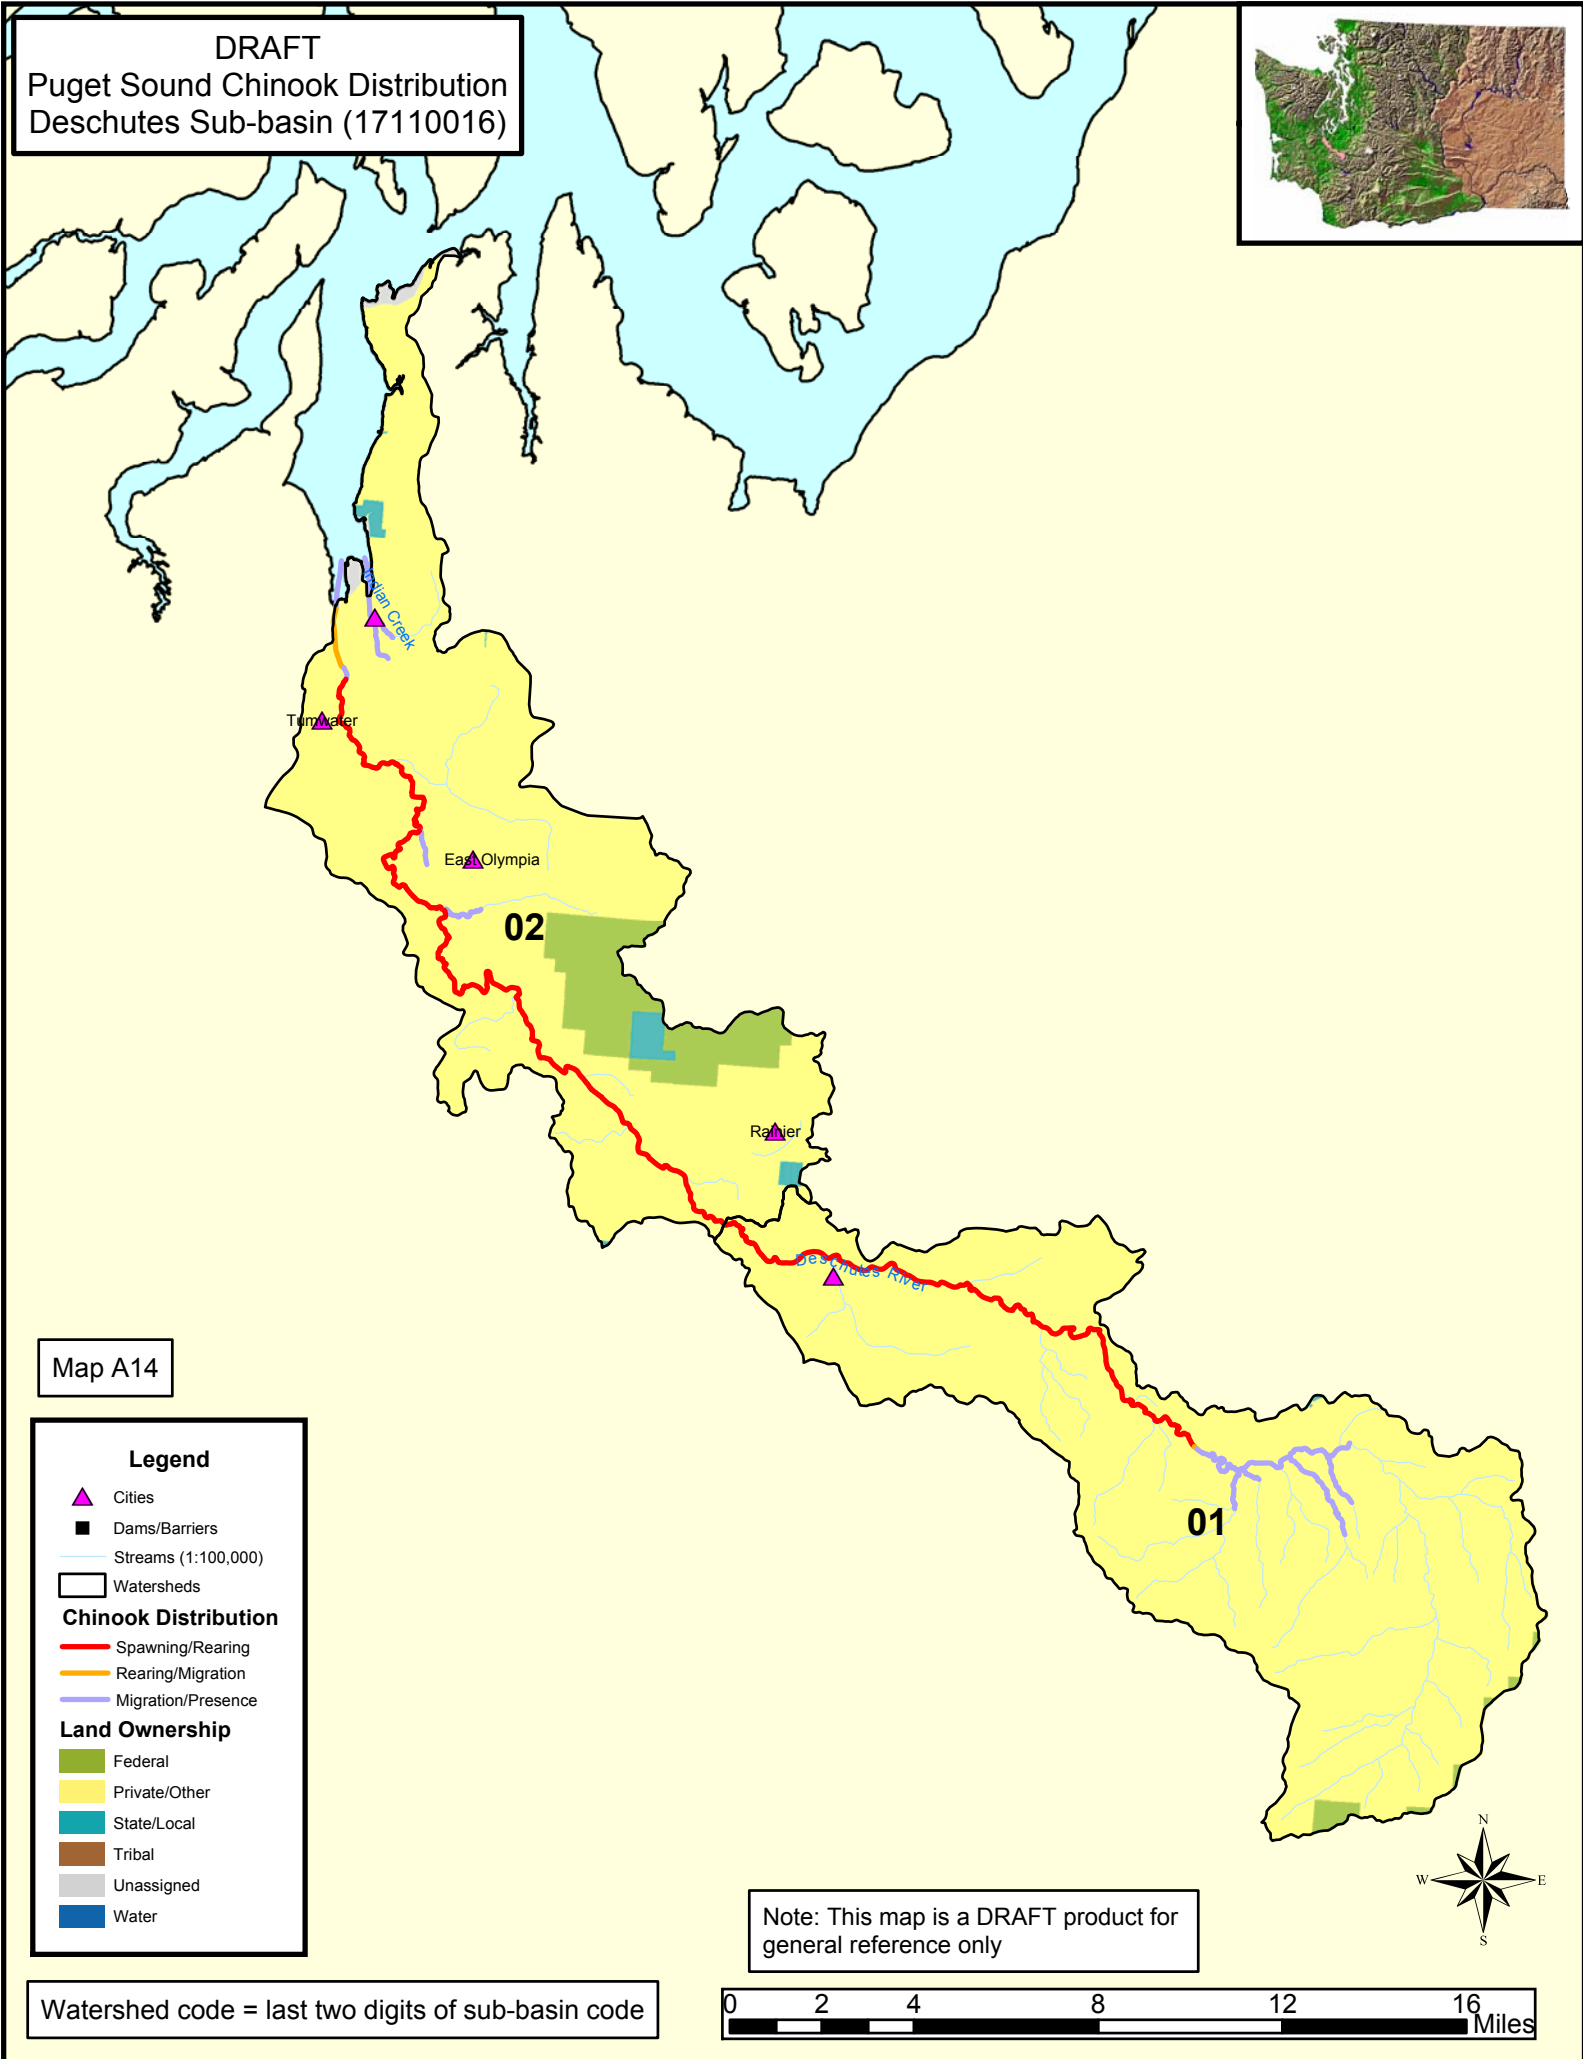 DRAFT
Puget Sound Chinook Distribution
Deschutes Sub-basin (17110016)
Indian Creek
Tumwater
East Olympia
02
Rainier
Deschutes River
01
Map A14
Legend
Cities
Dams/Barriers
Streams (1:100,000)
Watersheds
Chinook Distribution
Spawning/Rearing
Rearing/Migration
Migration/Presence
Land Ownership
Federal
Private/Other
State/Local
Tribal
Unassigned
Water
N
W E
S
Note: This map is a DRAFT product for
general reference only
Watershed code = last two digits of sub-basin code
0 2 4 8 12 16
Miles